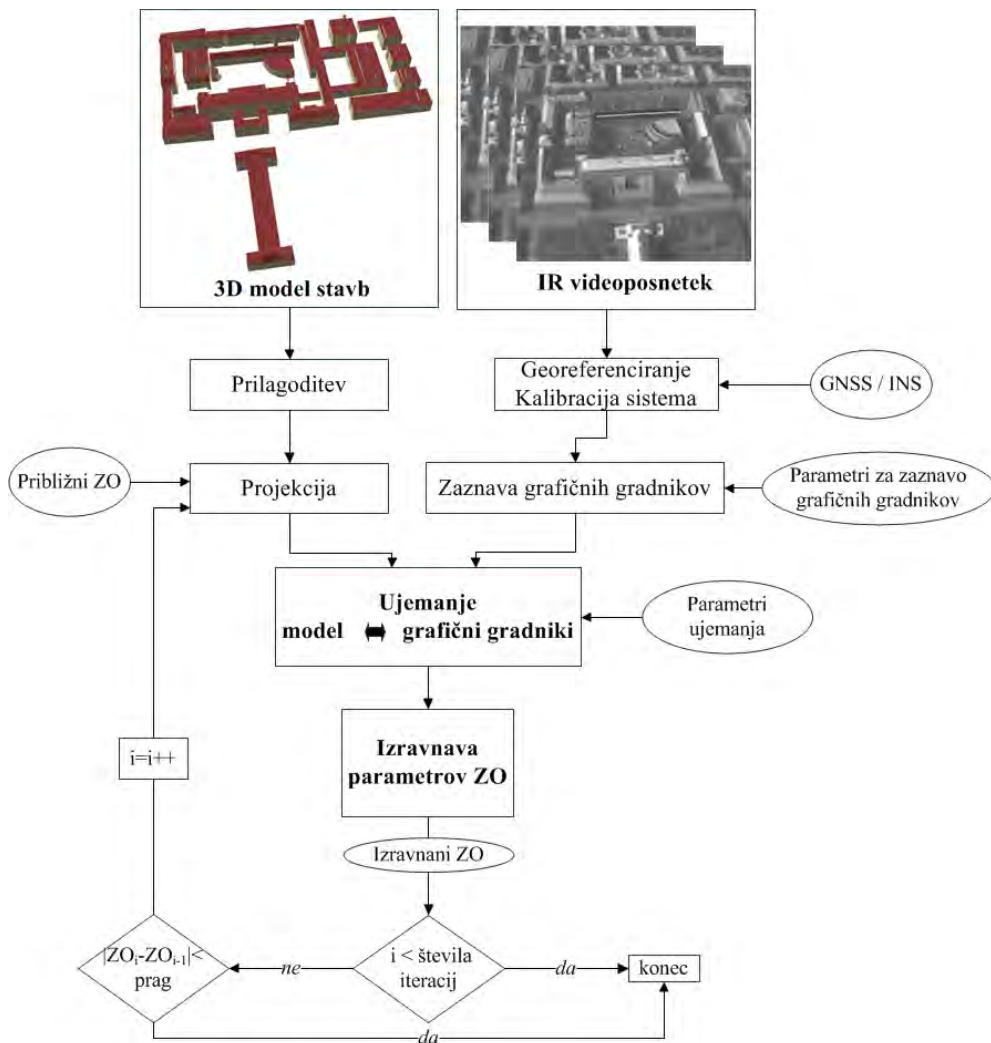 3D model stavb
IR videoposnetek
Prilagoditev
Georeferenciranje
Kalibracija sistema
GNSS / INS
Približni ZO
Projekcija
Zaznava grafičnih gradnikov
Parametri za zaznavo
grafičnih gradnikov
Ujemanje
model grafični gradniki
Parametri
ujemanja
i=i++
Izravnava
parametrov ZO
Izravnani ZO
|ZOi-ZOi-1|<
prag
ne
i < števila
iteracij
da
konec
da